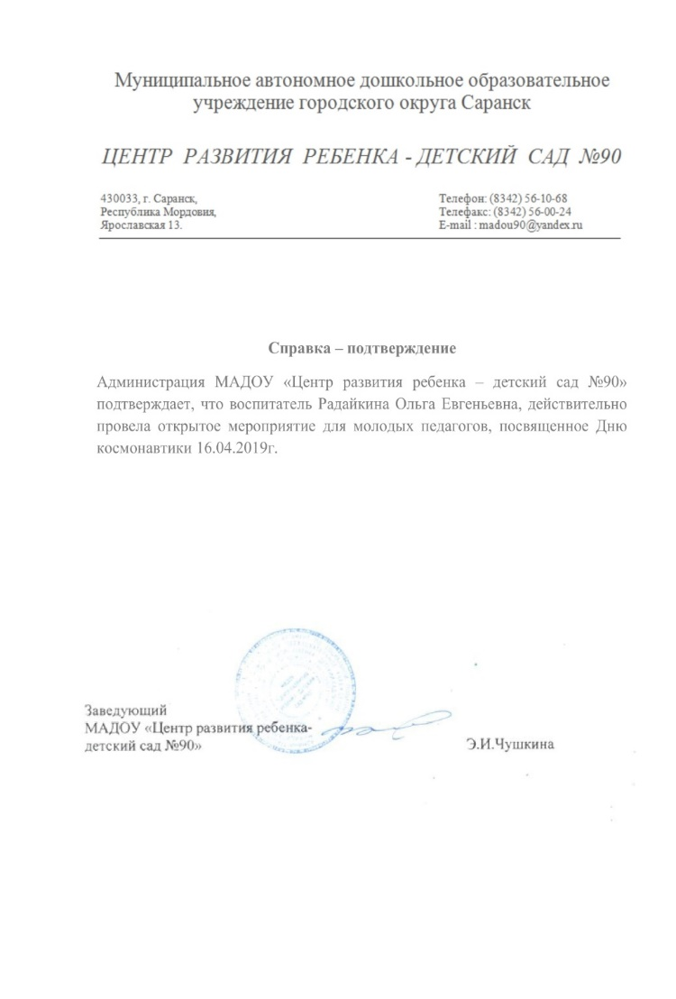 Муниципальное автономное дошкольное образовательное
учреждение городского округа Саранск
ЦЕНТР РАЗВИТИЯ РЕБЕНКА - ДЕТСКИЙ САД №90
430033, г. Саранск,
Республика Мордовия,
Ярославская 13.
Телефон: (8342) 56-10-68
Телефакс: (8342) 56-00-24
E-mail : madou90@yandex.ru
Справка – подтверждение
Администрация МАДОУ «Центр развития ребенка – детский сад №90»
подтверждает, что воспитатель Радайкина Ольга Евгеньевна, действительно
провела открытое мероприятие для молодых педагогов, посвященное Дню
космонавтики 16.04.2019г.
Заведующий
МАДОУ «Центр развития ребенка-
детский сад №90»
Э.И.Чушкина